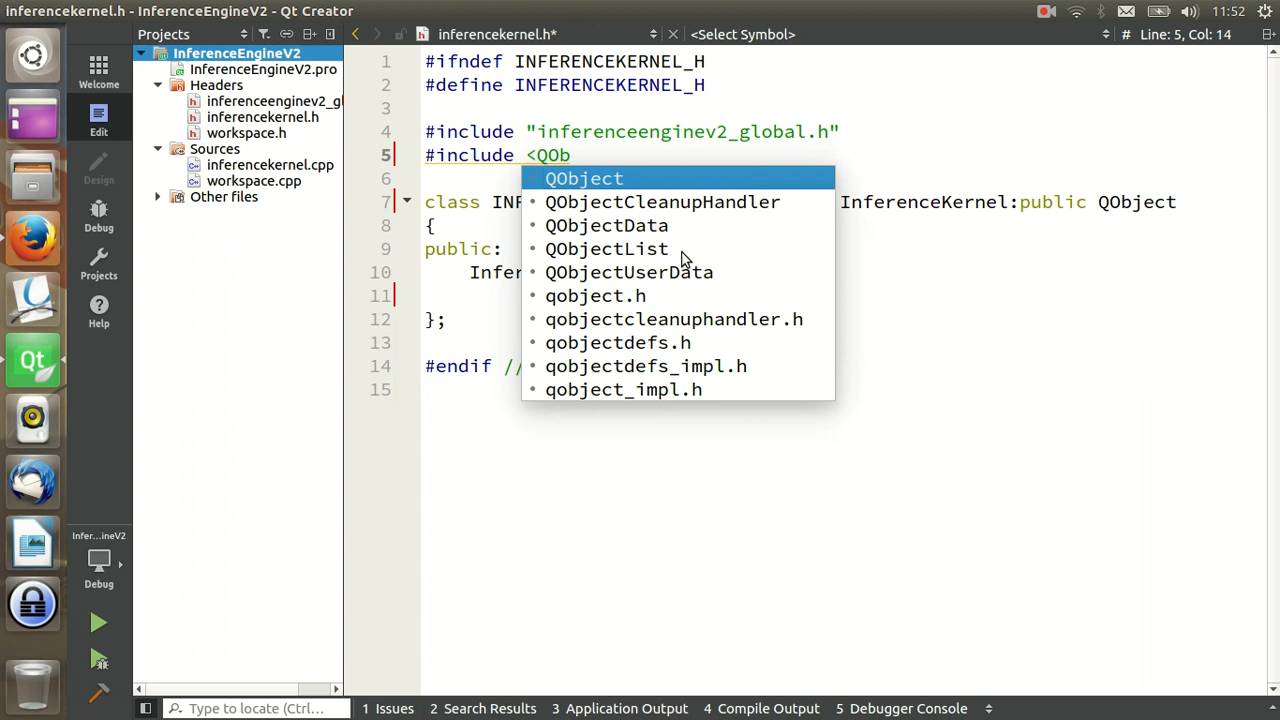 inferencekernel.h - InferenceEngineV2 - Qt Creator
11:52
Projects
inferencekernel.h*
<Select Symbol>
# Line: 5, Col: 14
Welcome
Edit
Design
Debug
Projects
Help
Infer...ineV2
Debug
InferenceEngineV2
InferenceEngineV2.pro
Headers
inferenceenginev2_gl
inferencekernel.h
workspace.h
Sources
inferencekernel.cpp
workspace.cpp
Other files
1 #ifndef INFERENCEKERNEL_H
2 #define INFERENCEKERNEL_H
3
4 #include "inferenceenginev2_global.h"
5 #include <QOb
6
7 class INF InferenceKernel:public QObject
8 {
9 public:
10 Infer
11
12 };
13
14 #endif //
15
QObject
QObjectCleanupHandler
QObjectData
QObjectList
QObjectUserData
qobject.h
qobjectcleanuphandler.h
qobjectdefs.h
qobjectdefs_impl.h
qobject_impl.h
Qt
Type to locate (Ctrl...
1 Issues
2 Search Results
3 Application Output
4 Compile Output
5 Debugger Console